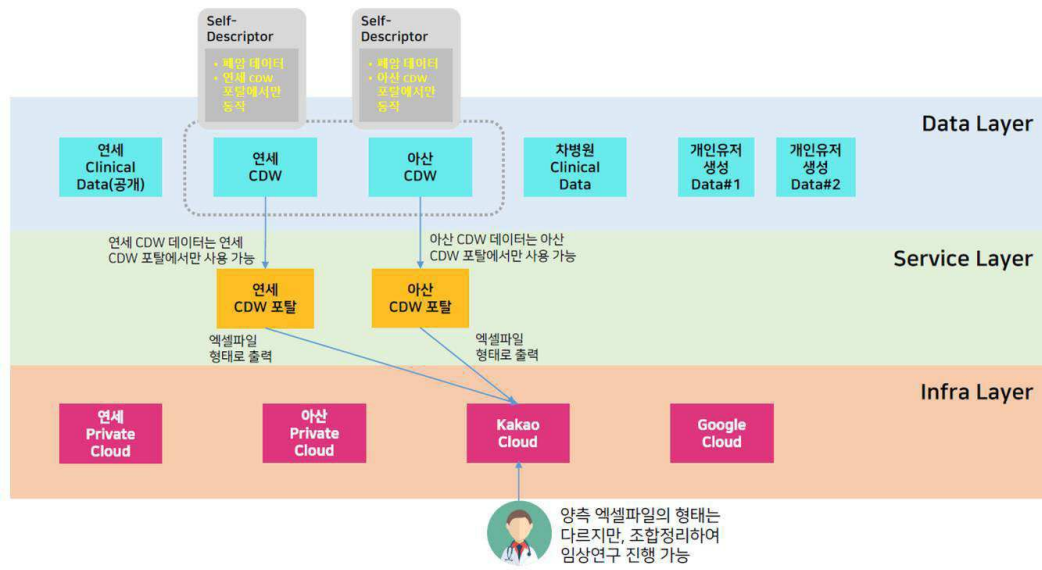 Self-
Descriptor
• 폐암 데이터
• 연세 CDW
포탈에서만
동작
Self-
Descriptor
• 폐암 데이터
• 아산 CDW
포탈에서만
동작
Data Layer
연세
Clinical
Data(공개)
연세
CDW
아산
CDW
차병원
Clinical
Data
개인유저
생성
Data#1
개인유저
생성
Data#2
연세 CDW 데이터는 연세
CDW 포탈에서만 사용 가능
아산 CDW 데이터는 아산
CDW 포탈에서만 사용 가능
Service Layer
연세
CDW 포탈
아산
CDW 포탈
엑셀파일
형태로 출력
엑셀파일
형태로 출력
Infra Layer
연세
Private
Cloud
아산
Private
Cloud
Kakao
Cloud
Google
Cloud
양측 엑셀파일의 형태는
다르지만, 조합정리하여
임상연구 진행 가능